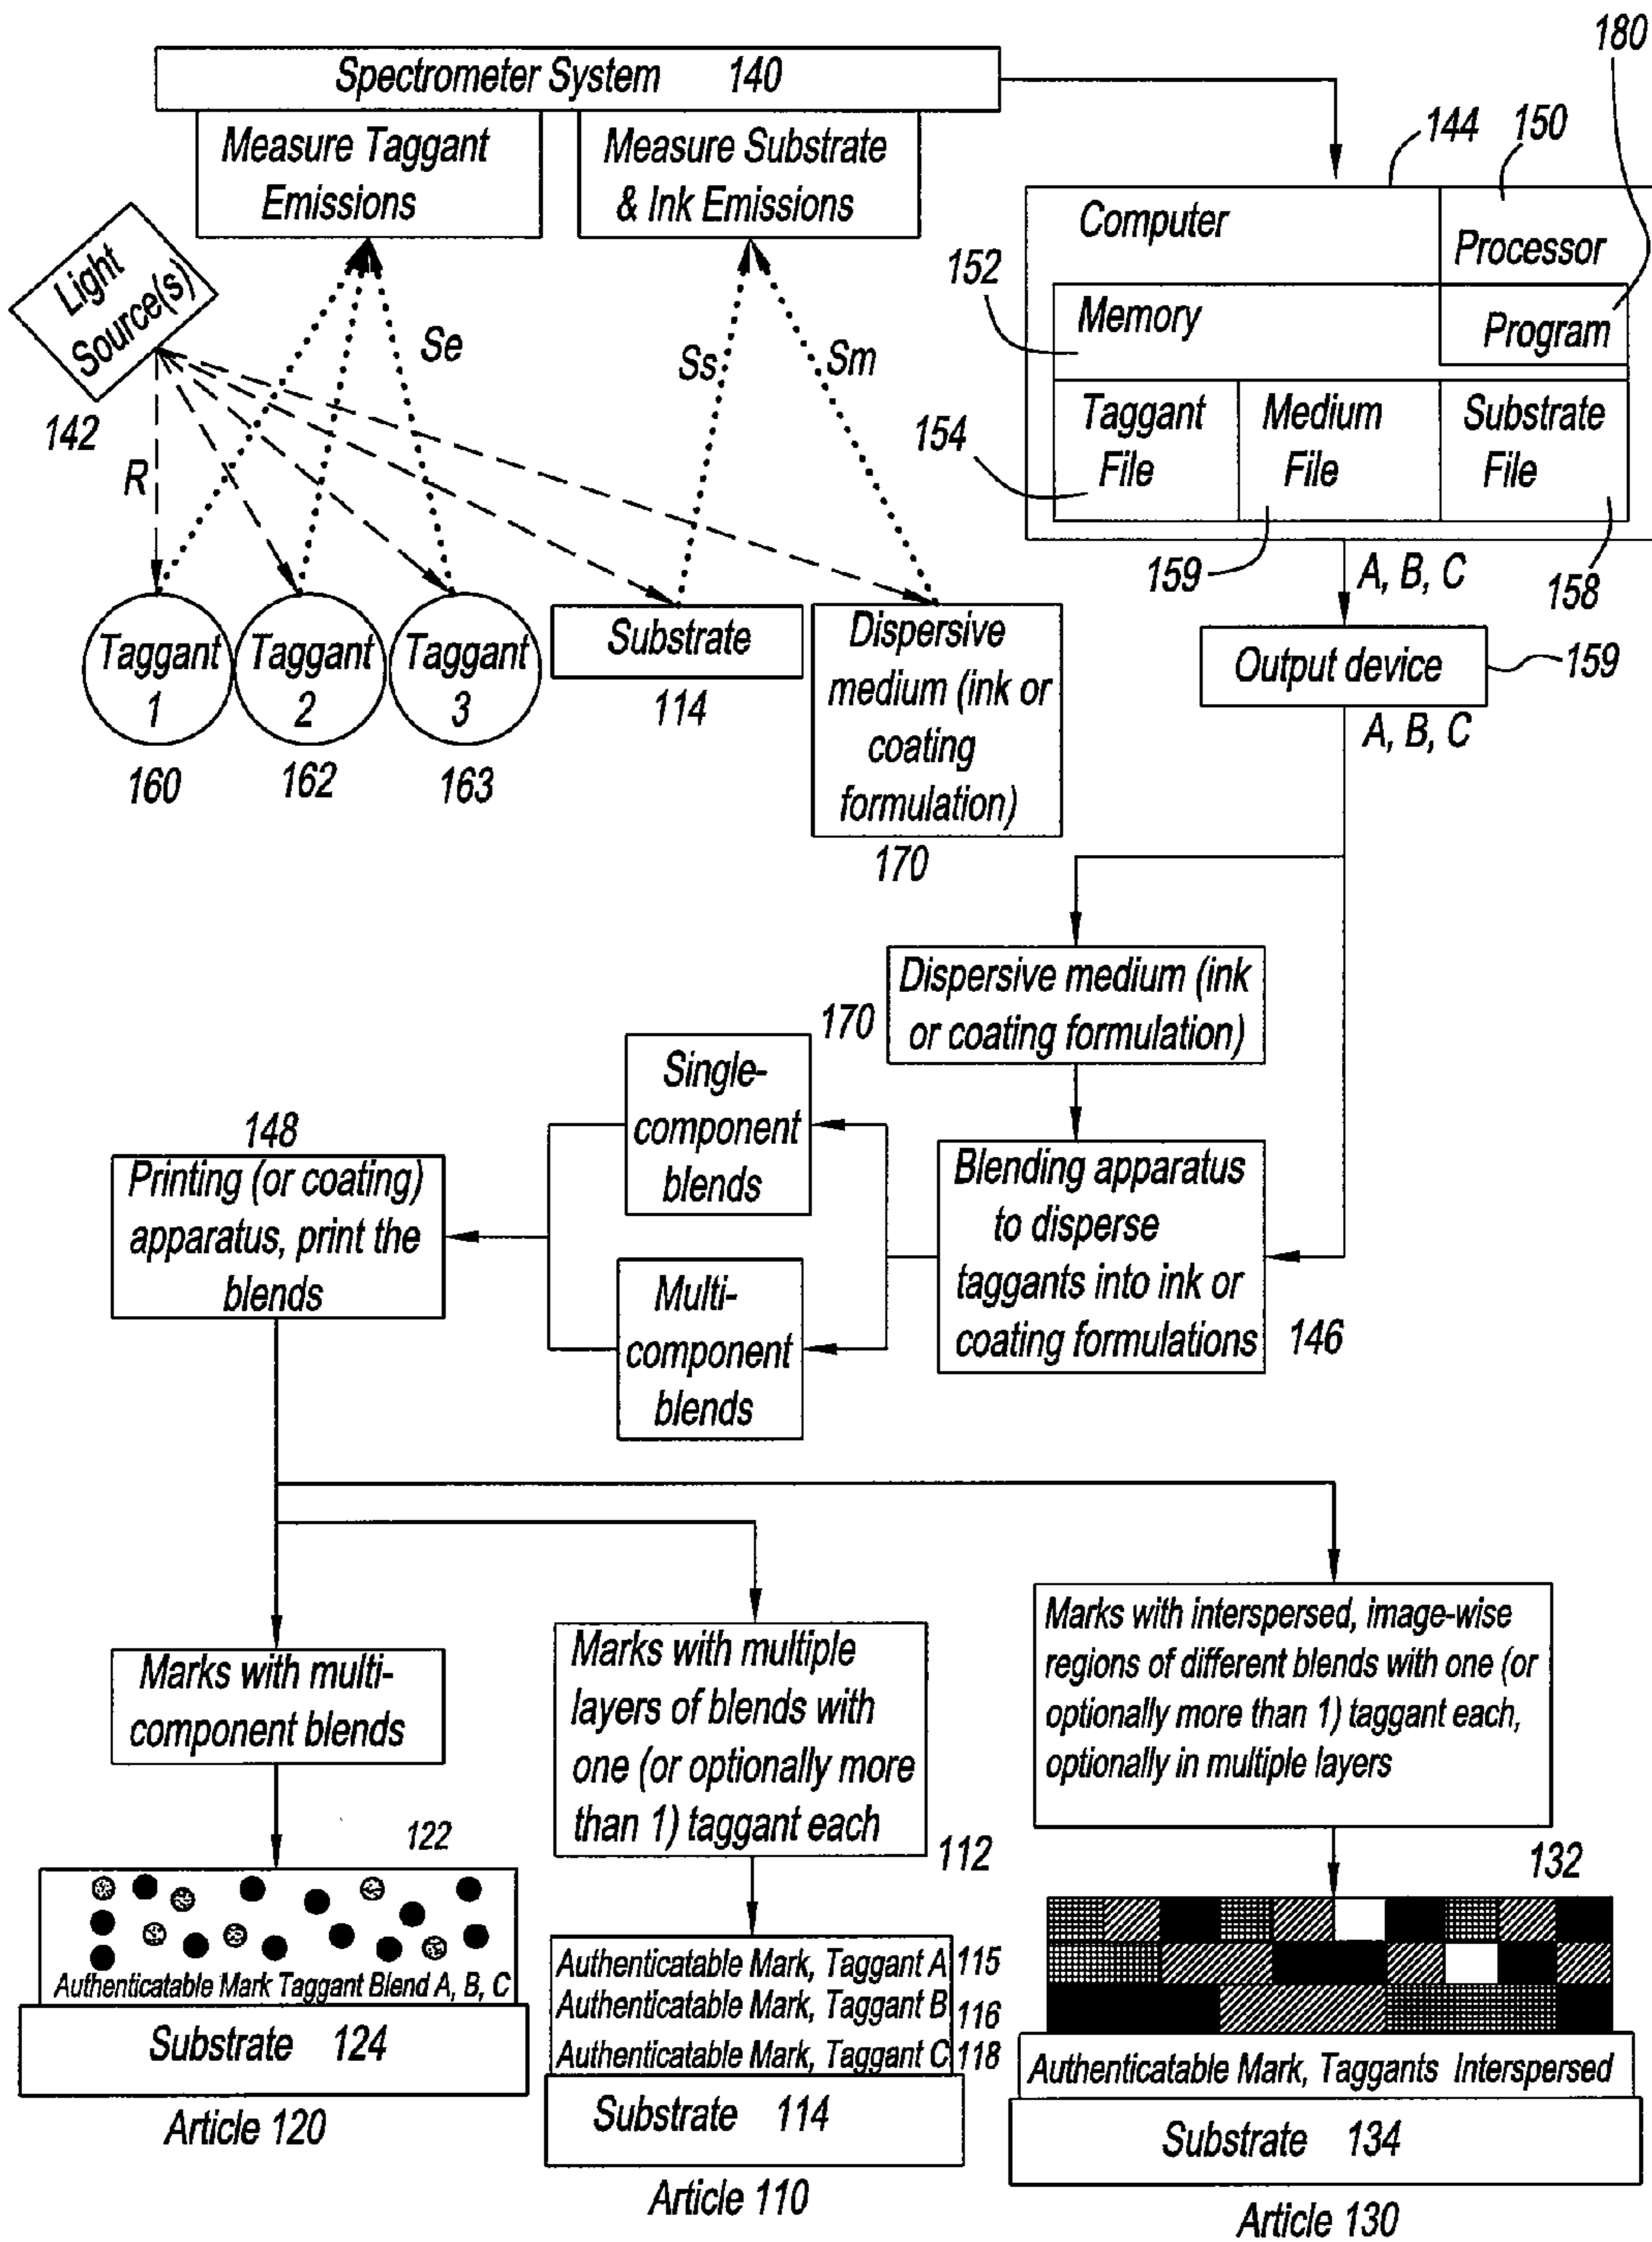 180
Spectrometer System 140
144
150
Measure Taggant
Emissions
Measure Substrate
& Ink Emissions
Computer
Processor
Light
Source(s)
152
Memory
Program
142
Se
Ss
Sm
R
154
Taggant
File
Medium
File
Substrate
File
159
A, B, C
158
Taggant
1
Taggant
2
Taggant
3
160
162
163
Substrate
114
Dispersive
medium (ink or
coating
formulation)
170
Output device
159
A, B, C
Dispersive medium (ink
or coating formulation)
170
Single-
component
blends
148
Printing (or coating)
apparatus, print the
blends
Blending apparatus
to disperse
taggants into ink or
coating formulations
146
Multi-
component
blends
Marks with multi-
component blends
Marks with multiple
layers of blends with
one (or optionally more
than 1) taggant each
112
Marks with interspersed, image-wise
regions of different blends with one (or
optionally more than 1) taggant each,
optionally in multiple layers
122
Authenticatable Mark Taggant Blend A, B, C
Substrate 124
Article 120
Authenticatable Mark, Taggant A 115
Authenticatable Mark, Taggant B 116
Authenticatable Mark, Taggant C 118
Substrate 114
Article 110
132
Authenticatable Mark, Taggants Interspersed
Substrate 134
Article 130